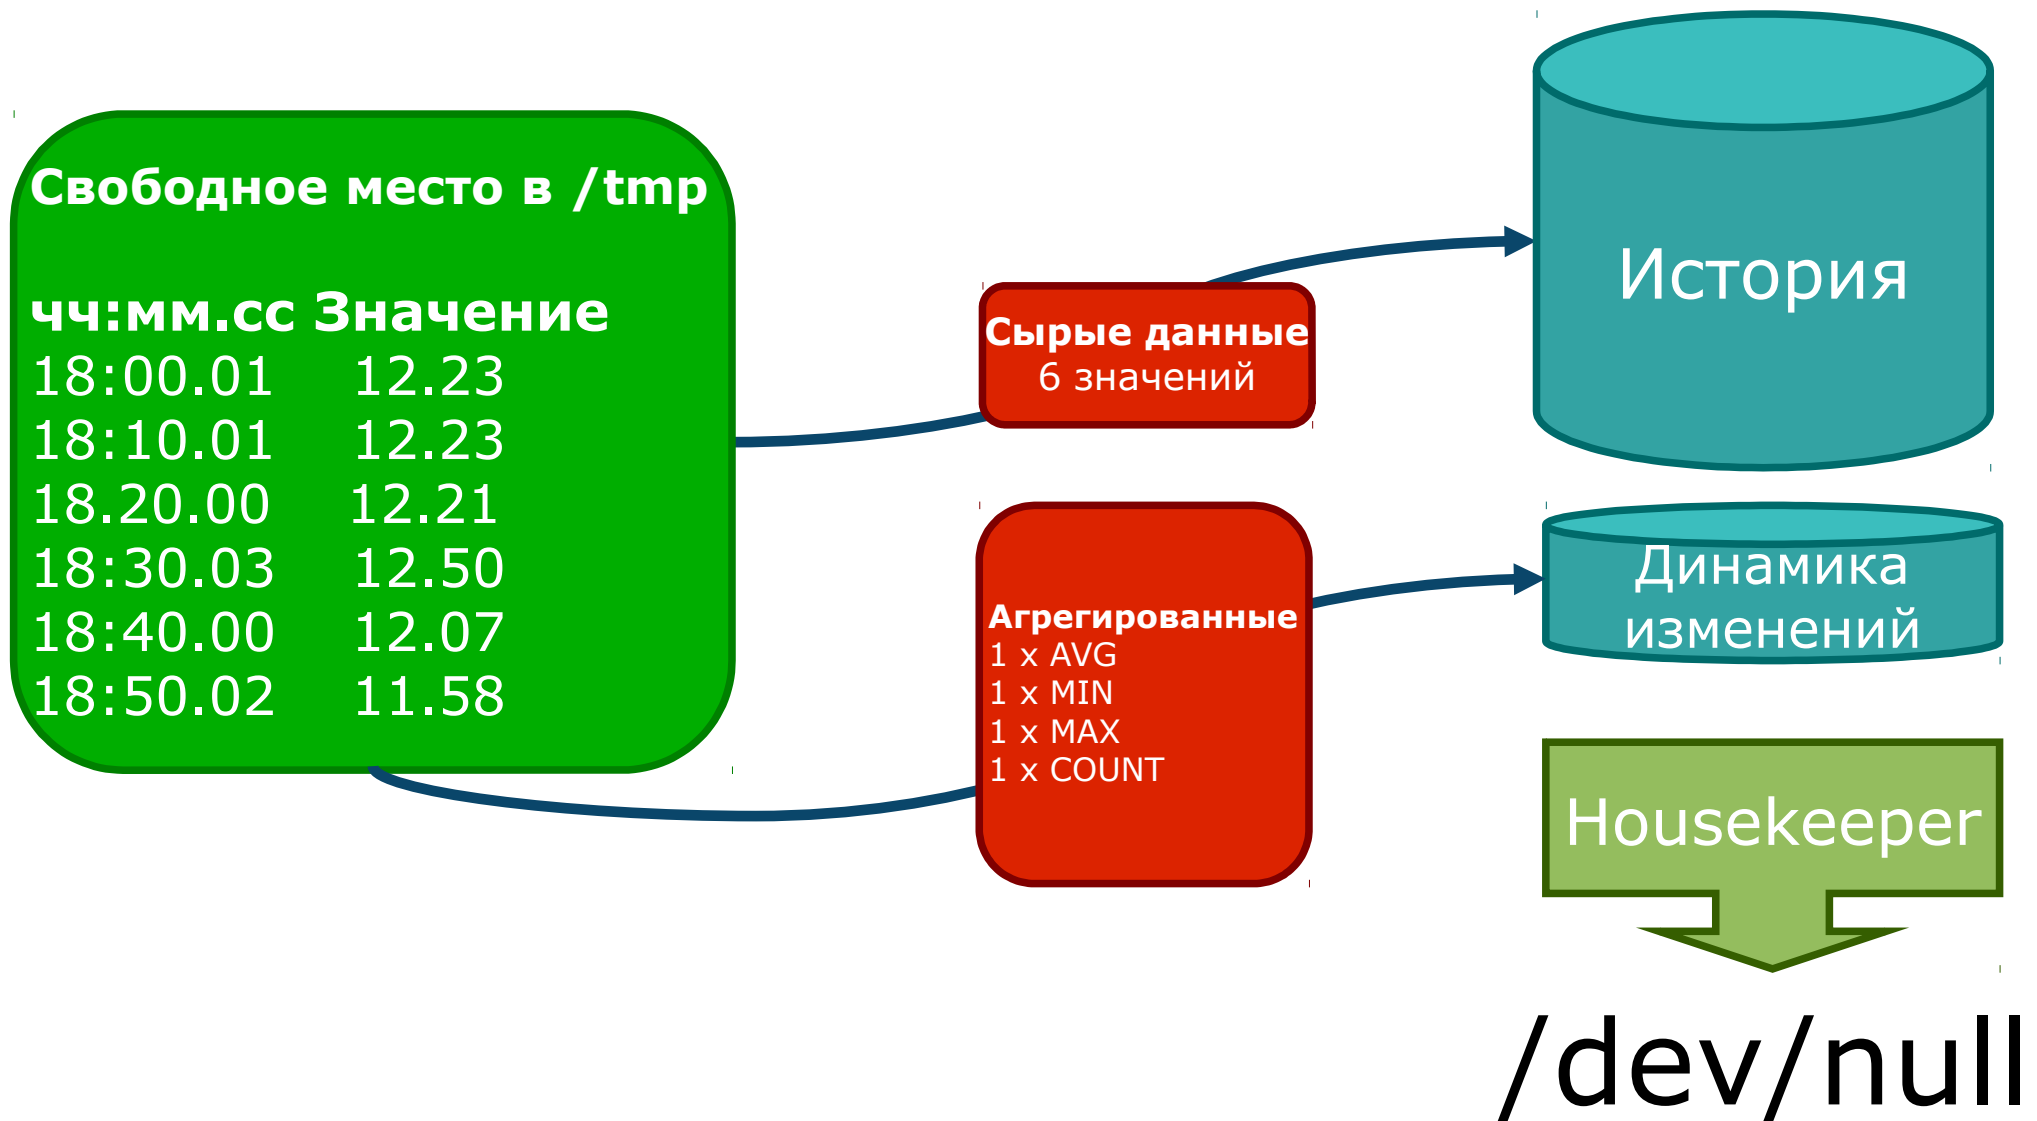 Свободное место в /tmp
чч:мм.сс Значение
18:00.01 12.23
18:10.01 12.23
18.20.00 12.21
18:30.03 12.50
18:40.00 12.07
18:50.02 11.58
Сырые данные
6 значений
Агрегированные
1 x AVG
1 x MIN
1 x MAX
1 x COUNT
История
Динамика
изменений
Housekeeper
/dev/null